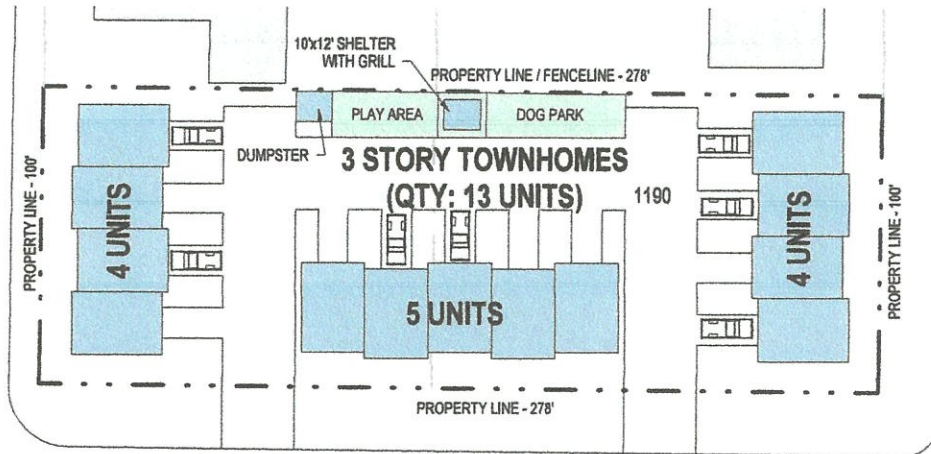 10'x12' SHELTER
WITH GRILL
PROPERTY LINE / FENCELINE - 278'
PLAY AREA
DOG PARK
DUMPSTER
3 STORY TOWNHOMES
(QTY: 13 UNITS)
1190
PROPERTY LINE - 100'
4 UNITS
5 UNITS
4 UNITS
PROPERTY LINE - 100'
PROPERTY LINE - 278'